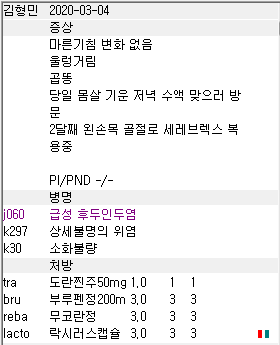 김형민 2020-03-04
증상
마른기침 변화 없음
울렁거림
곱똥
당일 몸살 기운 저녁 수액 맞으러 방
문
2달째 왼손목 골절로 세레브렉스 복
용중
PI/PND -/-
병명
j060 급성 후두인두염
k297 상세불명의 위염
k30 소화불량
처방
tra 도란찐주50mg 1.0 1 1
bru 부루펜정200m 3.0 3 3
reba 무코란정 3.0 3 3
lacto 락시러스캡슐 3.0 3 3